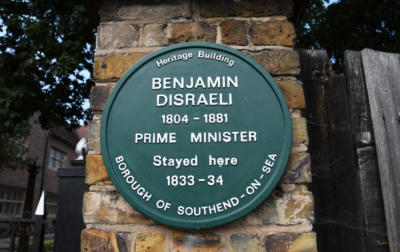 Heritage Building
BENJAMIN
DISRAELI
1804 - 1881
PRIME MINISTER
Stayed here
1833-34
BOROUGH OF SOUTHEND-ON-SEA